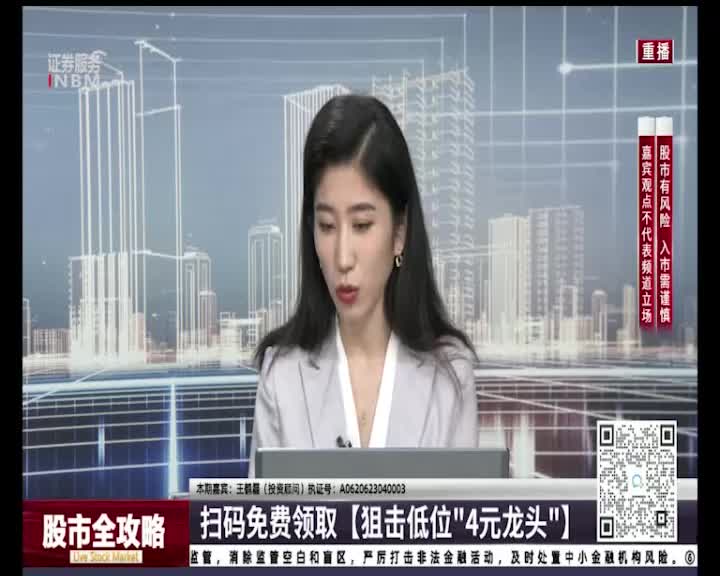 证券服务
INBM
重播
股市有风险 入市需谨慎
嘉宾观点不代表频道立场
本期嘉宾：王鹤霾（投资顾问）执证号：A0620623040003
扫码免费领取【狙击低位"4元龙头"】
股市全攻略
Live Stock Market
监管，消除监管空白和盲区，严厉打击非法金融活动，及时处置中小金融机构风险。⑥